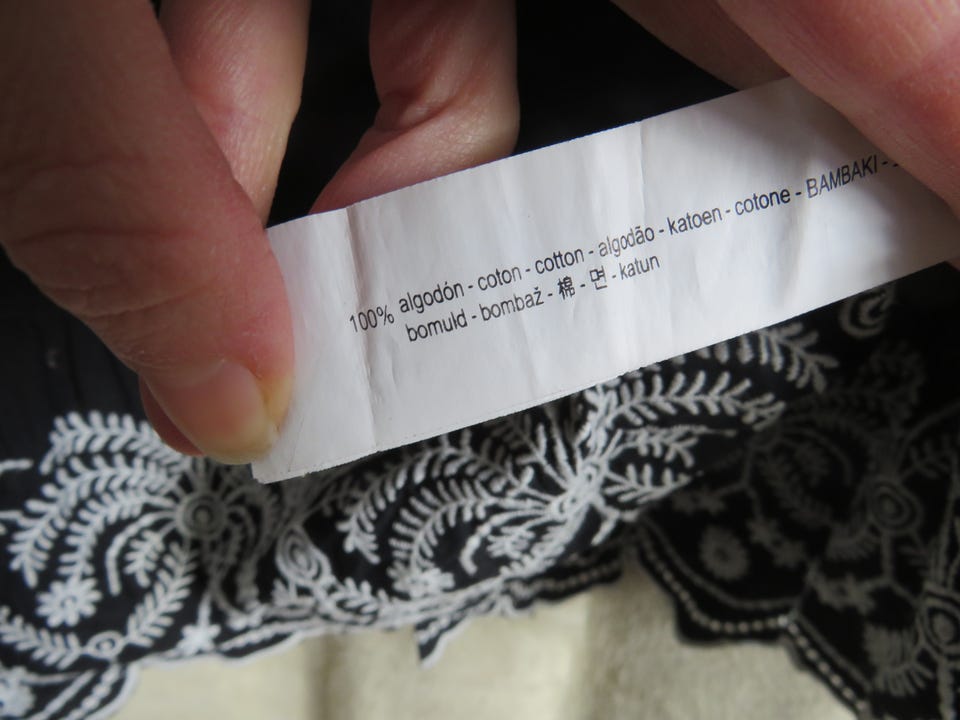 100% algodón - coton - cotton - algodão - katoen - cotone - BAMBAKI -
bomuld - bombaž - 棉 - 면 - katun